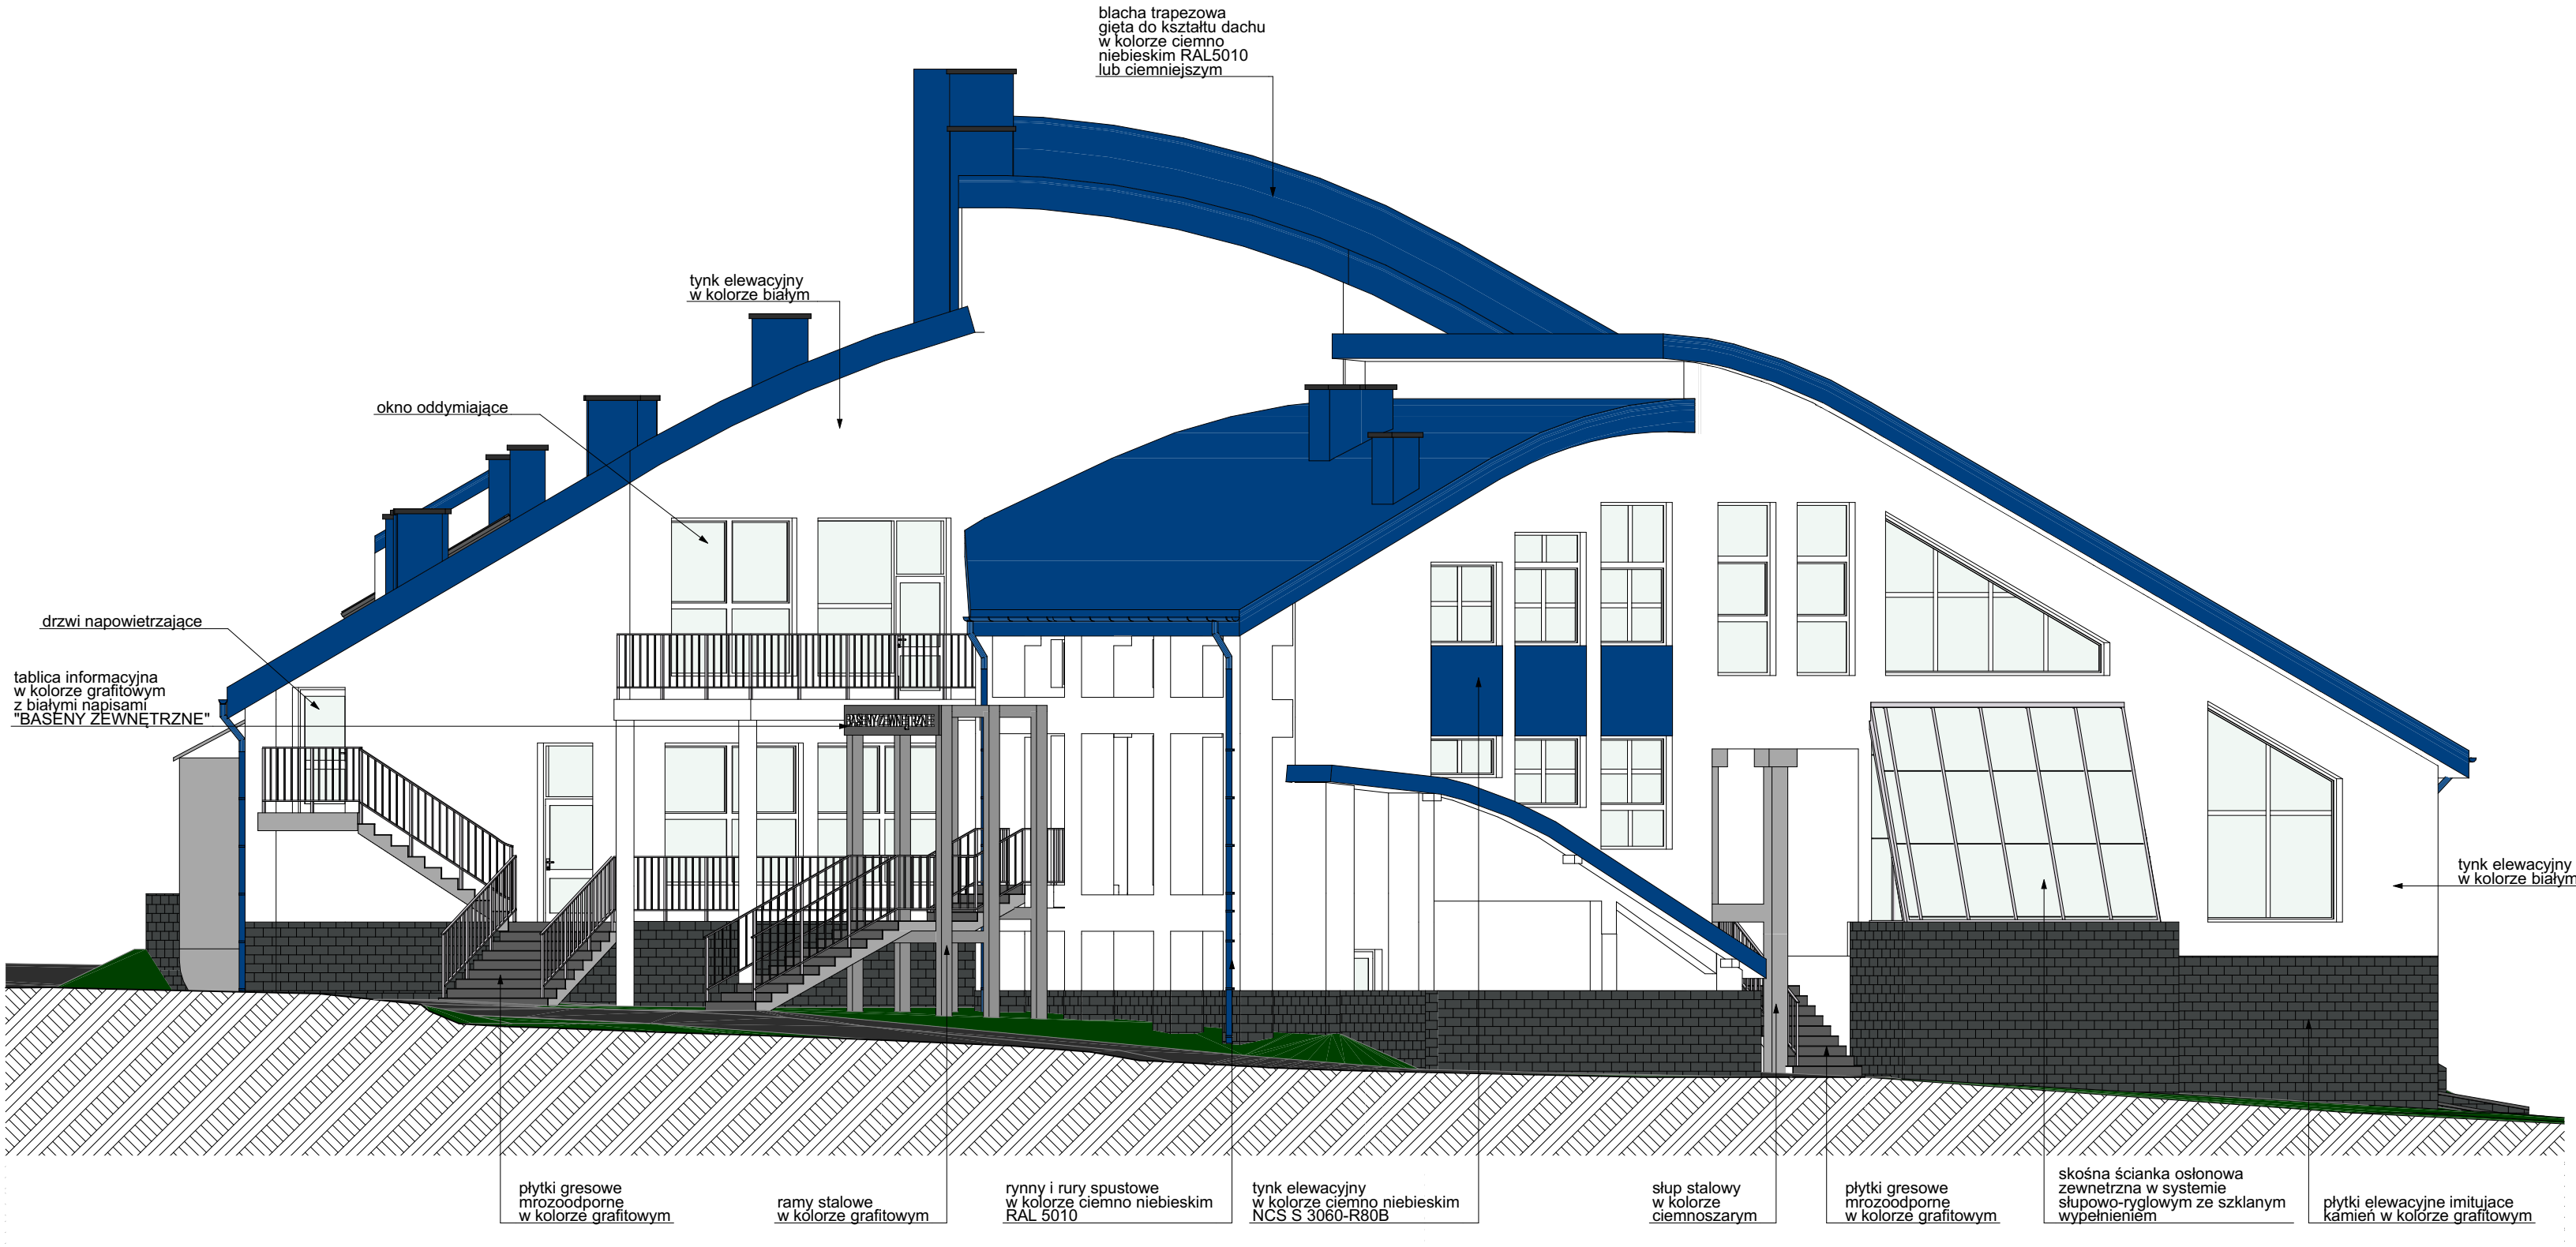 blacha trapezowa
gięta do kształtu dachu
w kolorze ciemno
niebieskim RAL5010
lub ciemniejszym
tynk elewacyjny
w kolorze białym
okno oddymiające
drzwi napowietrzające
tablica informacyjna
w kolorze grafitowym
z białymi napisami
"BASENY ZEWNĘTRZNE"
BASENY ZEWNĘTRZNE
tynk elewacyjny
w kolorze białym
płytki gresowe
mrozoodporne
w kolorze grafitowym
ramy stalowe
w kolorze grafitowym
rynny i rury spustowe
w kolorze ciemno niebieskim
RAL 5010
tynk elewacyjny
w kolorze ciemno niebieskim
NCS S 3060-R80B
słup stalowy
w kolorze
ciemnoszarym
płytki gresowe
mrozoodporne
w kolorze grafitowym
skośna ścianka osłonowa
zewnetrzna w systemie
słupowo-ryglowym ze szklanym
wypełnieniem
płytki elewacyjne imitujace
kamień w kolorze grafitowym